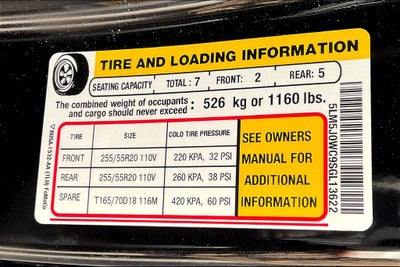 TIRE AND LOADING INFORMATION
SEATING CAPACITY TOTAL : 7 FRONT: 2 REAR: 5
The combined weight of occupants and cargo should never exceed : 526 kg or 1160 lbs.
TIRE SIZE COLD TIRE PRESSURE
FRONT 255/55R20 110V 220 KPA, 32 PSI
REAR 255/55R20 110V 260 KPA, 38 PSI
SPARE T165/70D18 116M 420 KPA, 60 PSI
SEE OWNERS
MANUAL FOR
ADDITIONAL
INFORMATION
5LM5J0WC9SGL13622